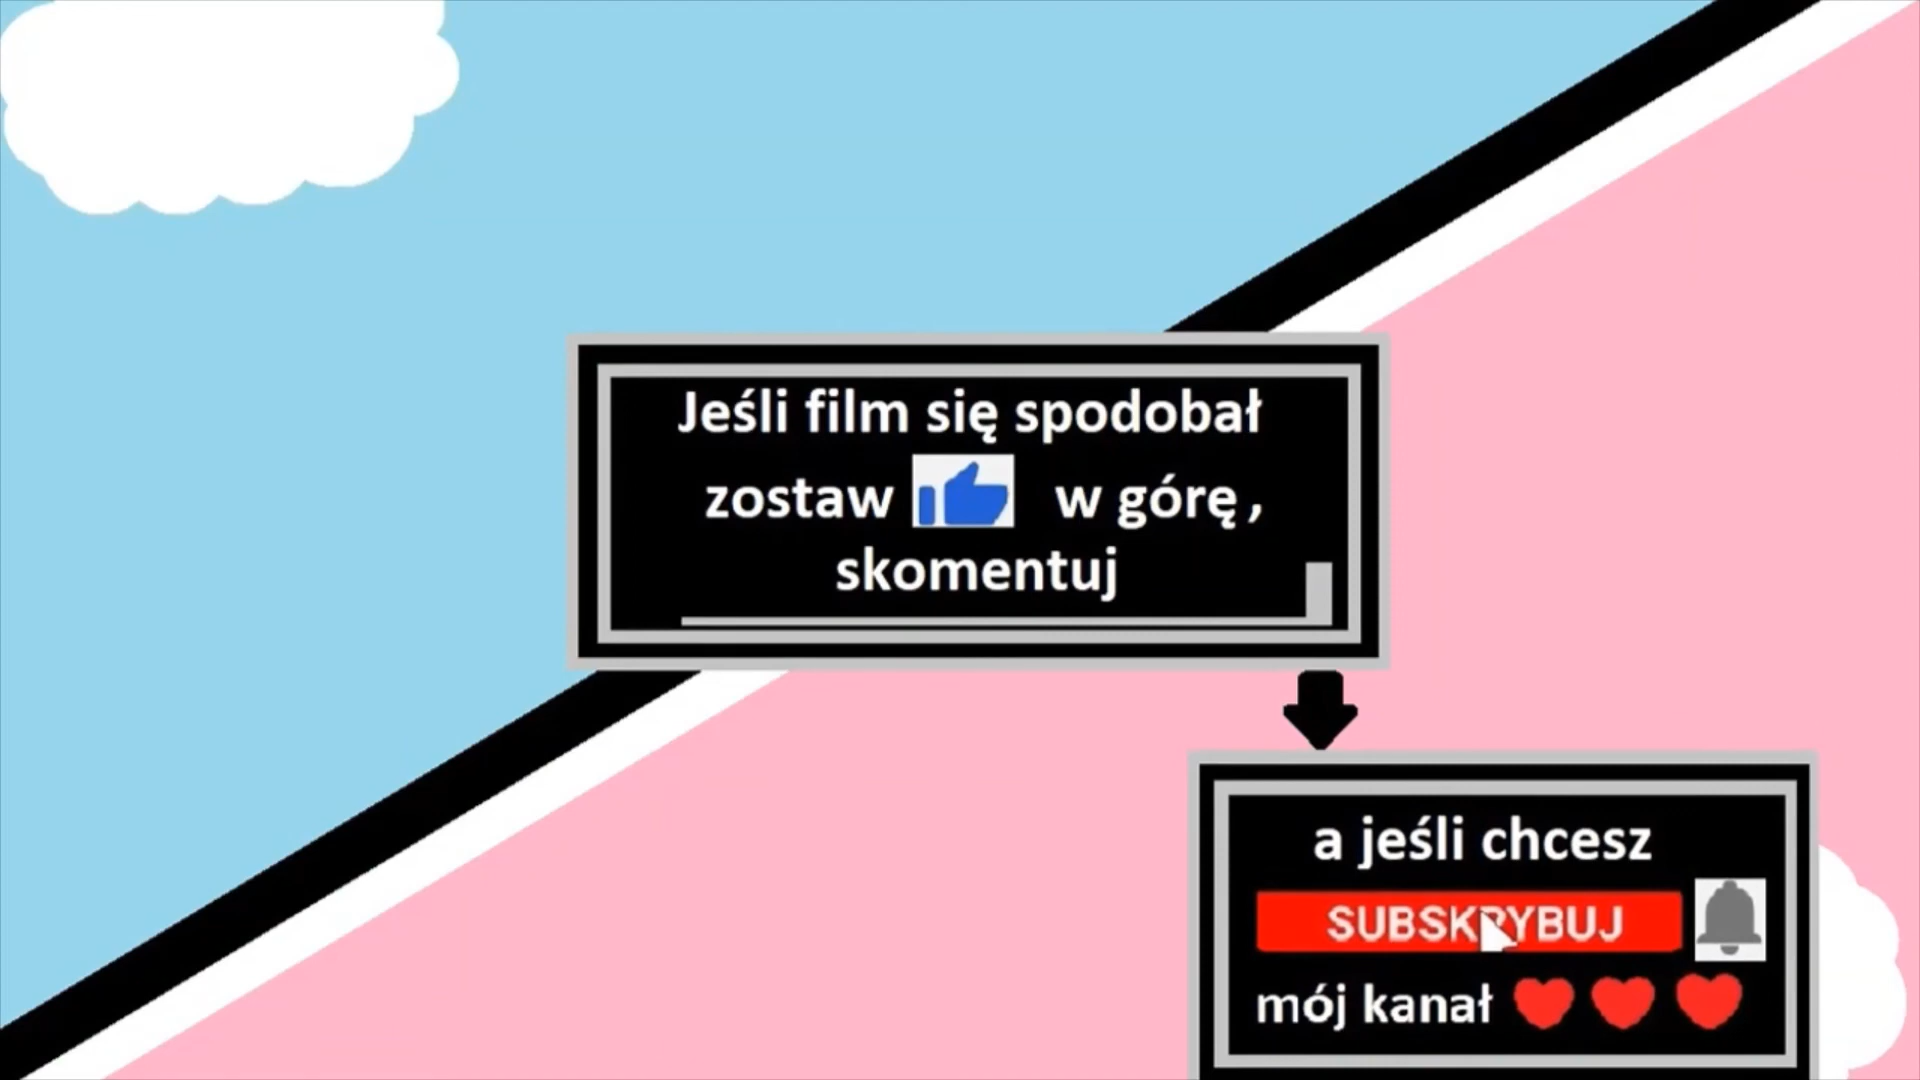 Jeśli film się spodobał
zostaw w górę,
skomentuj
a jeśli chcesz
SUBSKRYBUJ
mój kanał